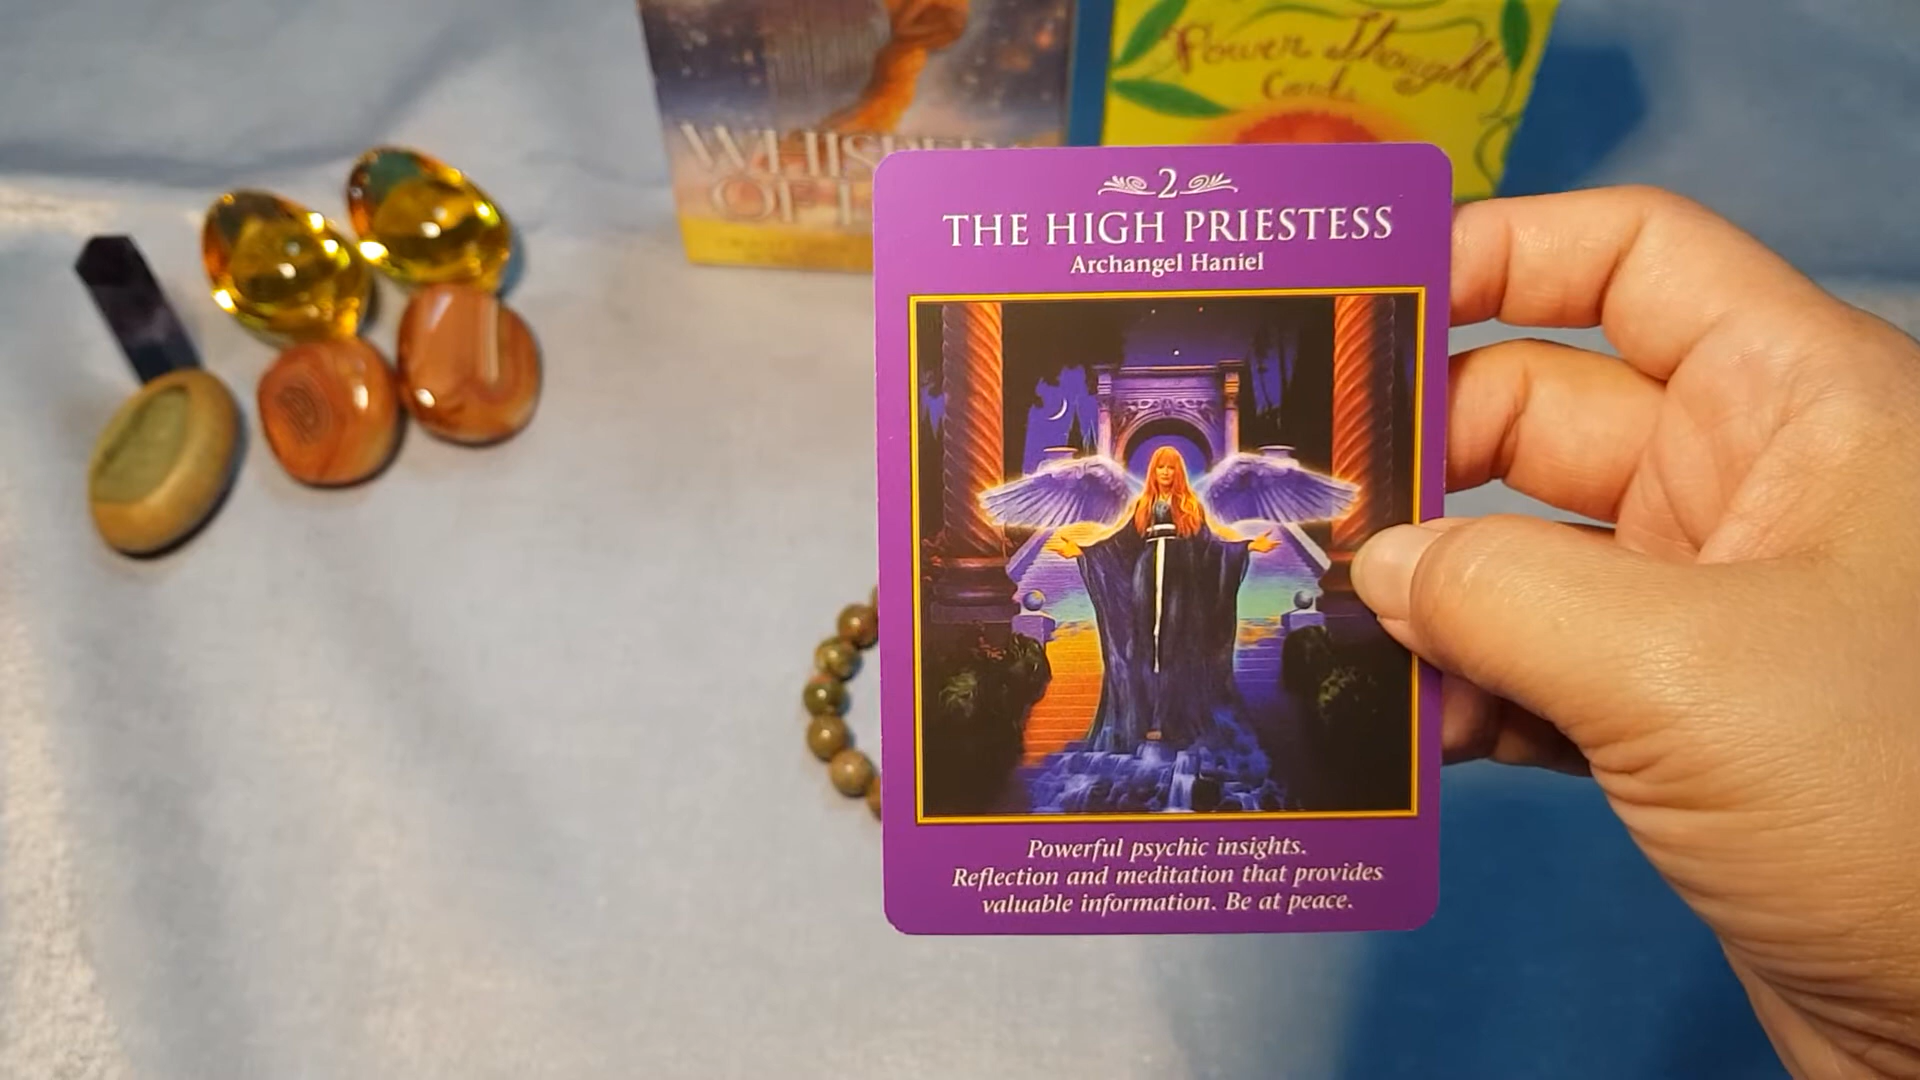 WHISPERS
OF L
Power Thought
Cards
2
THE HIGH PRIESTESS
Archangel Haniel
Powerful psychic insights.
Reflection and meditation that provides
valuable information. Be at peace.